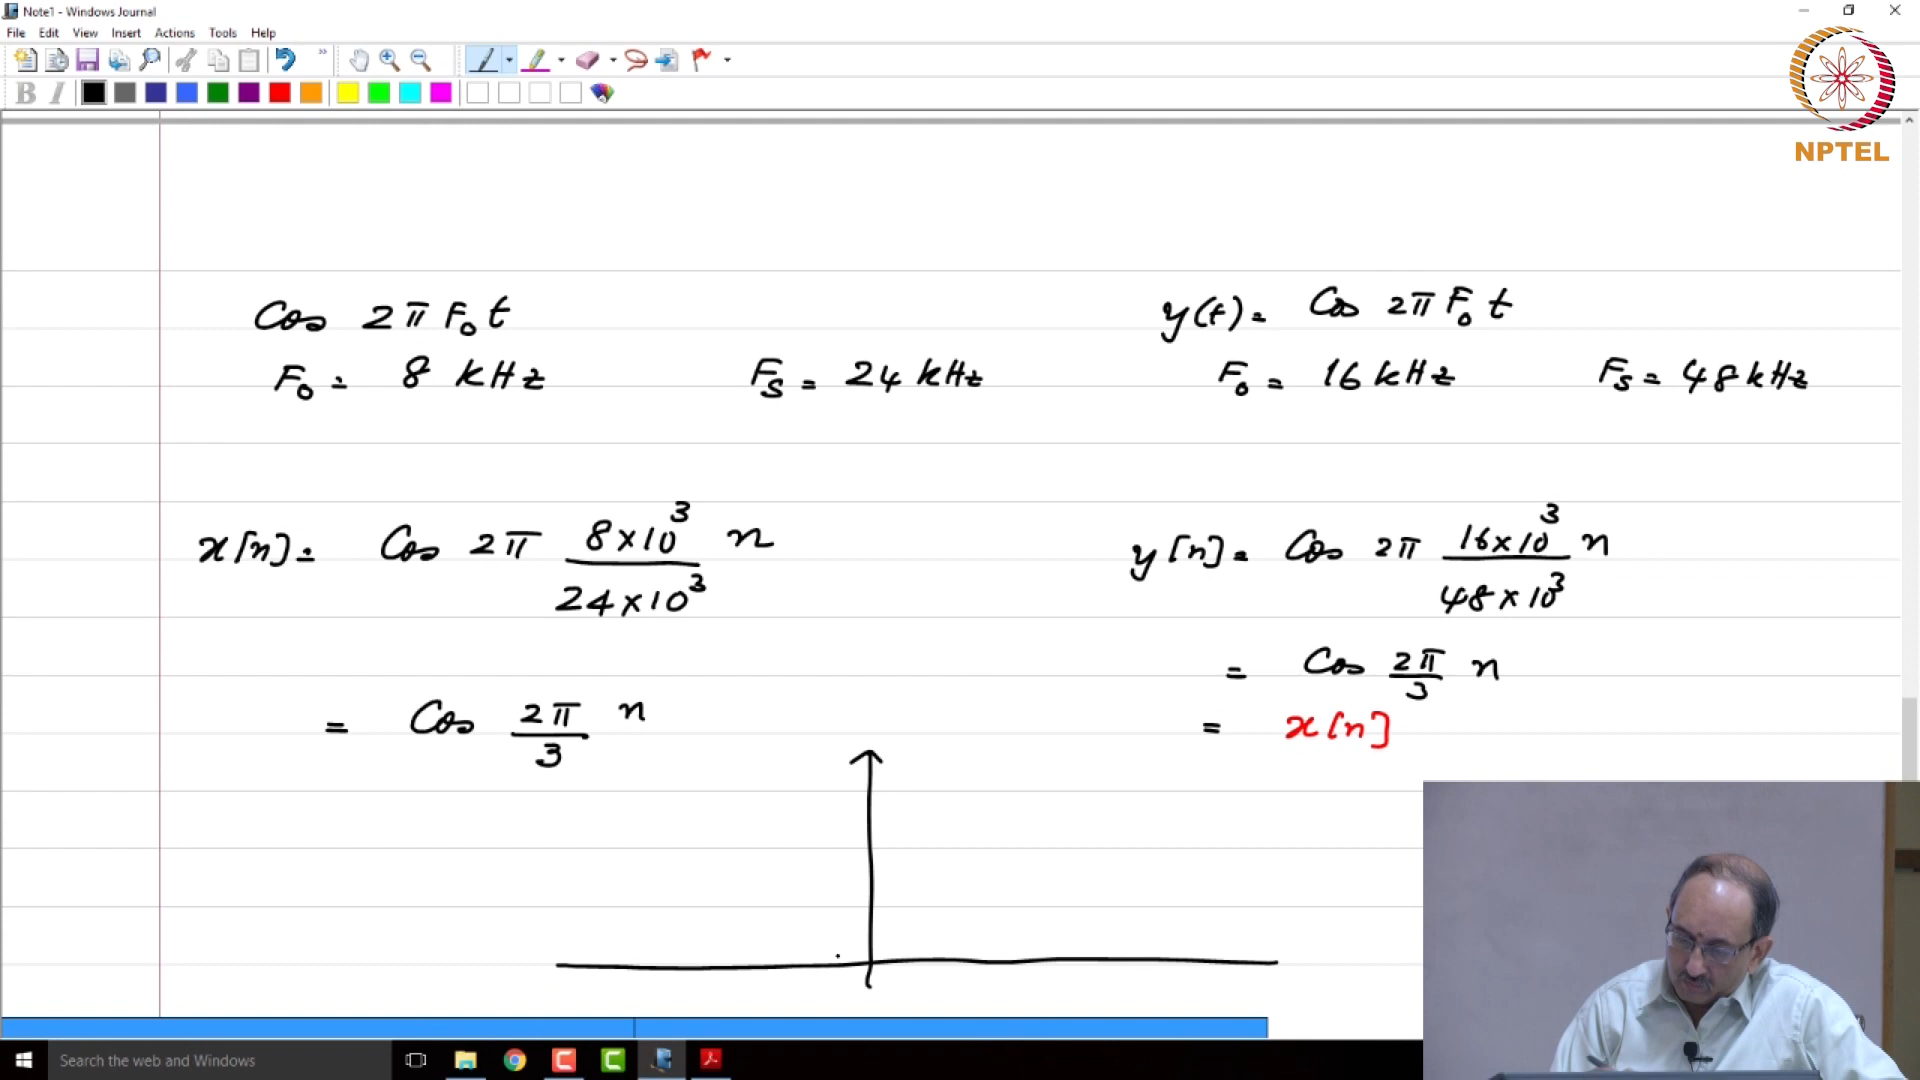 Note1 - Windows Journal
File Edit View Insert Actions Tools Help
B I
NPTEL
Cos 2π F₀ t
F₀ = 8 kHz Fs = 24 kHz
y(t) = Cos 2π F₀ t
F₀ = 16 kHz Fs = 48 kHz
x[n] = Cos 2π 8×10³/24×10³ n
= Cos 2π/3 n
y[n] = Cos 2π 16×10³/48×10³ n
= Cos 2π/3 n
= x[n]
Search the web and Windows